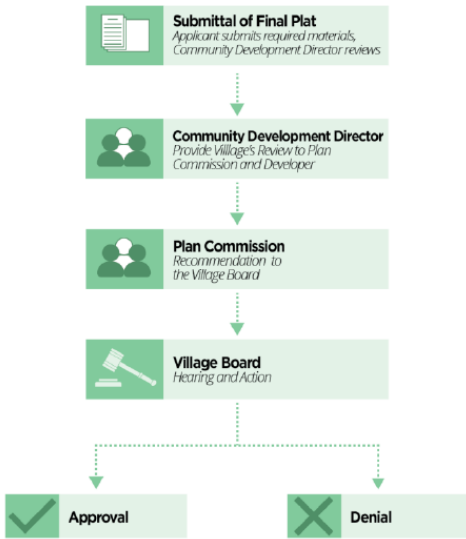 Submittal of Final Plat
Applicant submits required materials,
Community Development Director reviews
Community Development Director
Provide Village's Review to Plan
Commission and Developer
Plan Commission
Recommendation to
the Village Board
Village Board
Hearing and Action
Approval
Denial